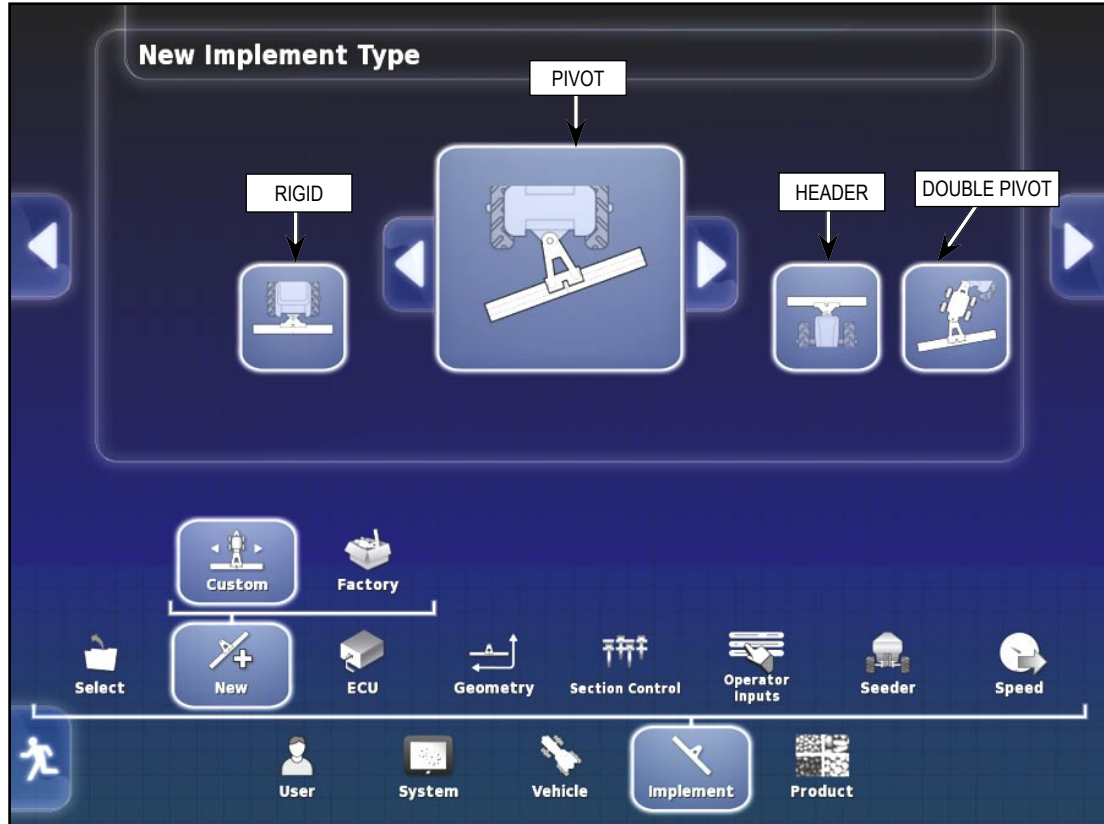 New Implement Type
PIVOT
RIGID
HEADER
DOUBLE PIVOT
Custom
Factory
Select
New
ECU
Geometry
Section Control
Operator
Inputs
Seeder
Speed
User
System
Vehicle
Implement
Product